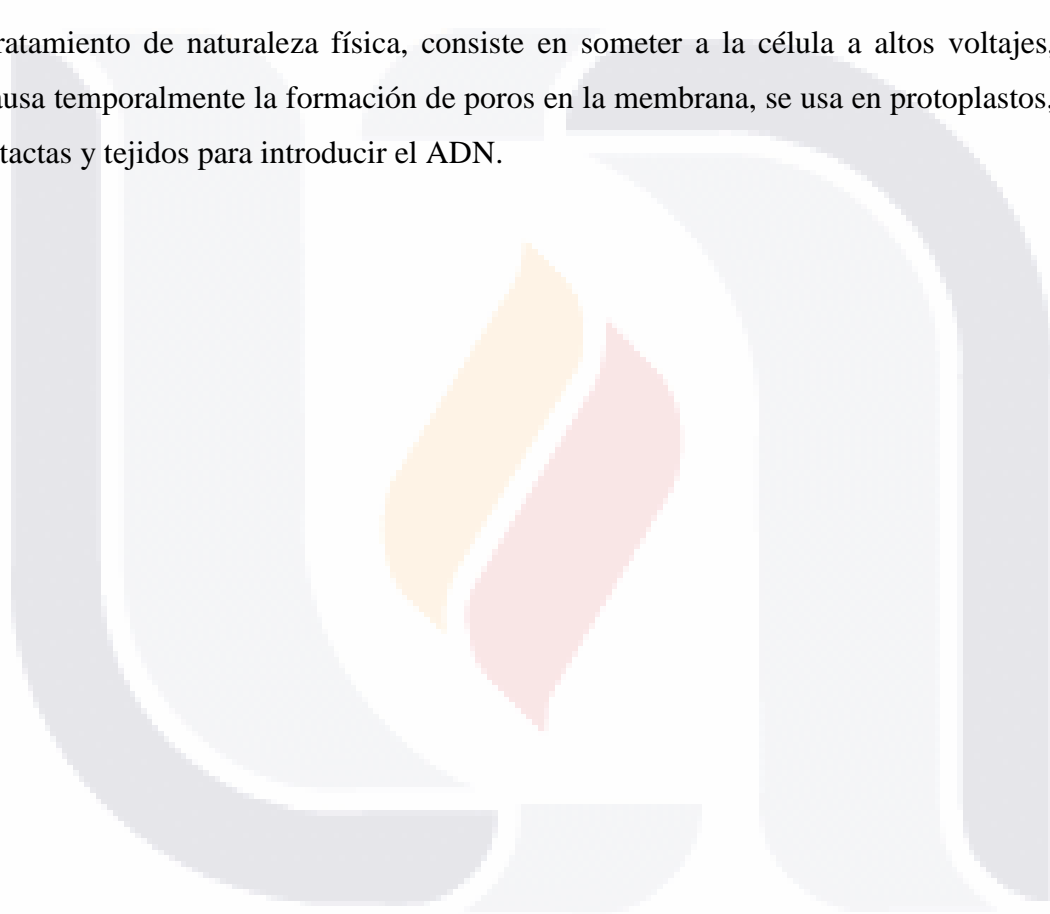 ratamiento de naturaleza física, consiste en someter a la célula a altos voltajes,
ausa temporalmente la formación de poros en la membrana, se usa en protoplastos,
tactas y tejidos para introducir el ADN.